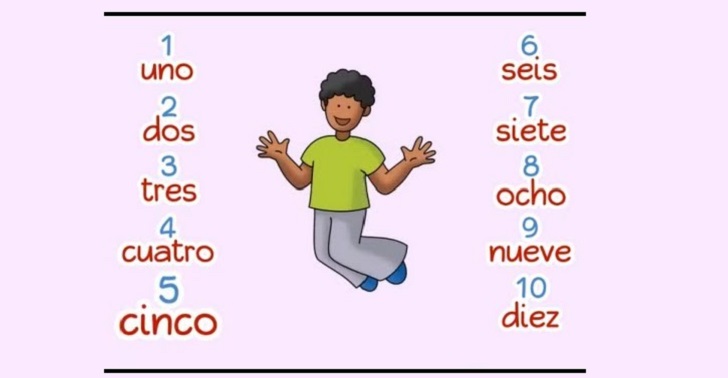 1
uno
2
dos
3
tres
4
cuatro
5
cinco
6
seis
7
siete
8
ocho
9
nueve
10
diez